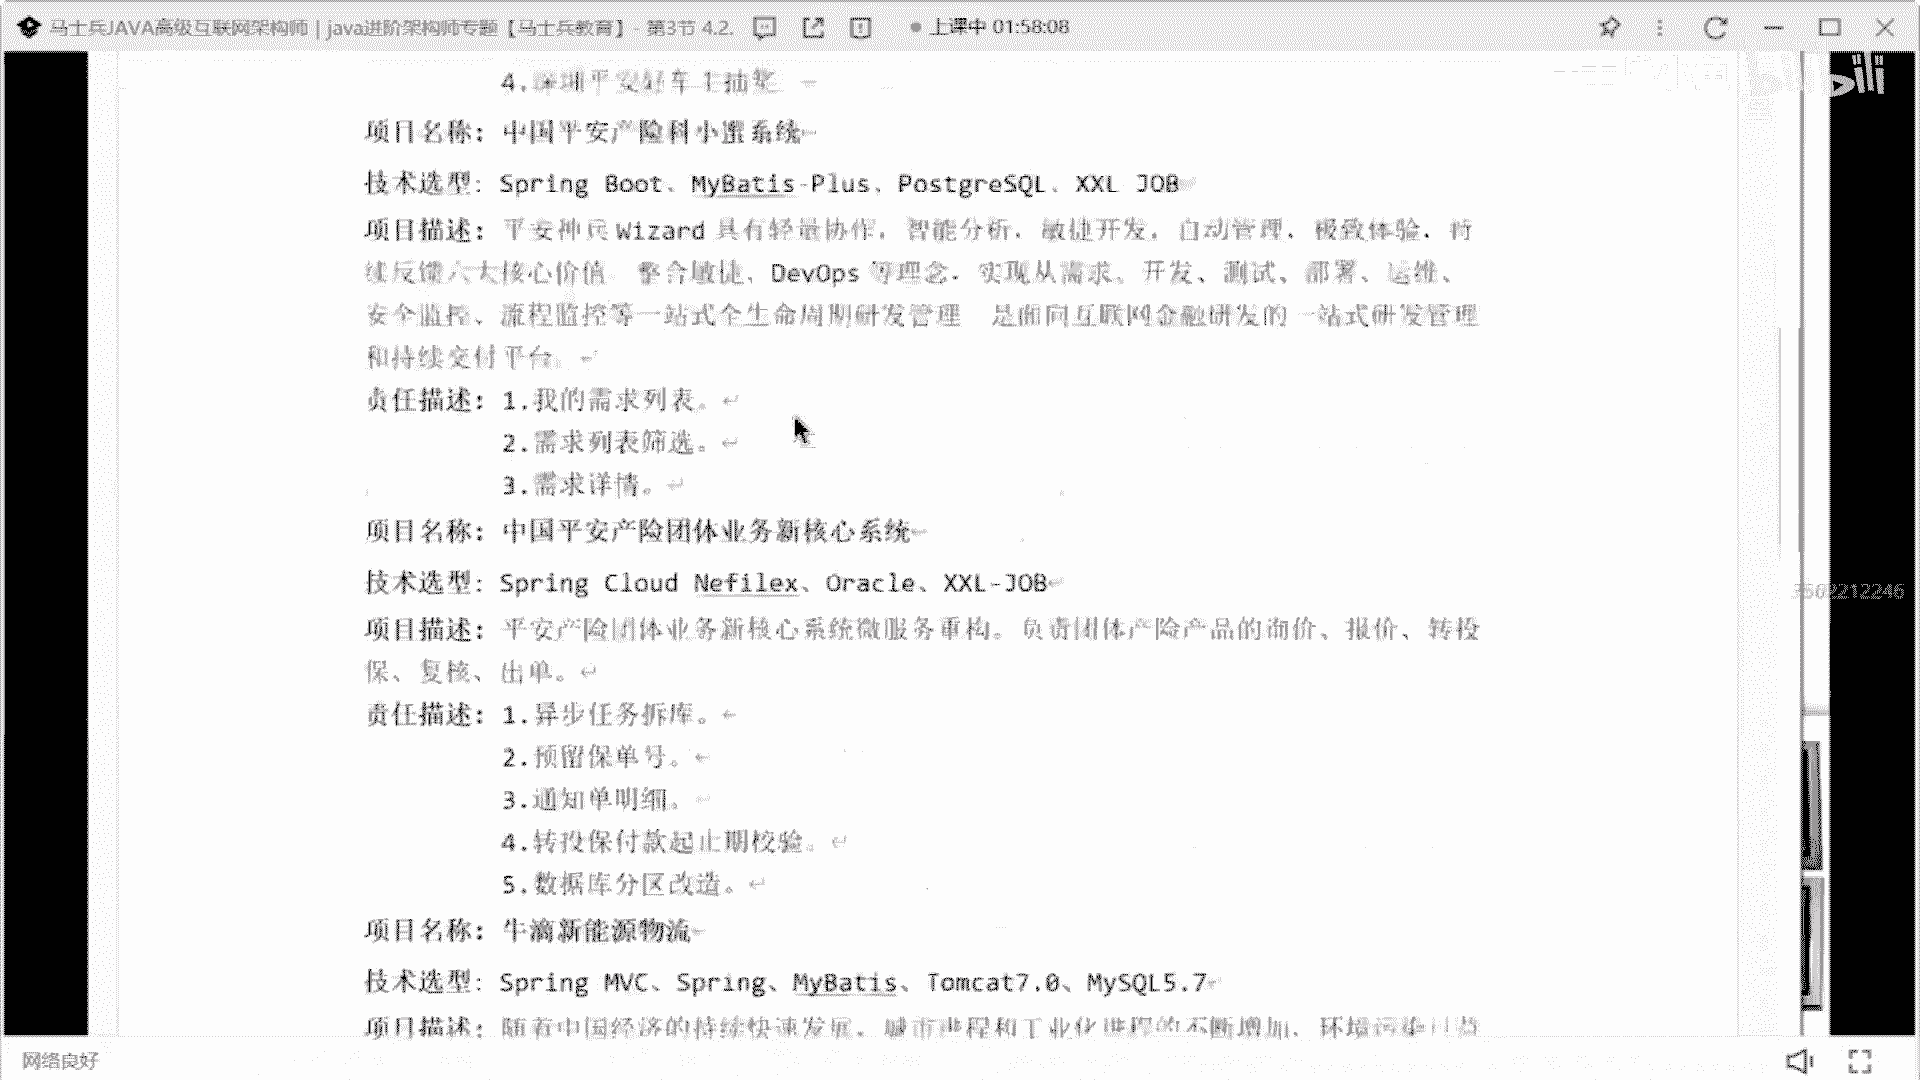 马士兵JAVA高级互联网架构师 | java进阶架构师专题【马士兵教育】- 第3节 4.2.
上课中 01:58:08
4.深圳平安好车主抽奖
项目名称：中国平安产险科小蜜系统
技术选型：Spring Boot、MyBatis-Plus、PostgreSQL、XXL JOB
项目描述：平安神兵Wizard 具有轻量协作，智能分析，敏捷开发，自动管理，极致体验，持
续反馈六大核心价值 整合敏捷、DevOps 等理念，实现从需求、开发、测试、部署、运维、
安全监控、流程监控等一站式全生命周期研发管理 是面向互联网金融研发的一站式研发管理
和持续交付平台。
责任描述：1.我的需求列表。
2.需求列表筛选。
3.需求详情。
项目名称：中国平安产险团体业务新核心系统
技术选型：Spring Cloud Nefilex、Oracle、XXL-JOB
项目描述：平安产险团体业务新核心系统微服务重构。负责团体产险产品的询价、报价、转投
保、复核、出单。
责任描述：1.异步任务拆库。
2.预留保单号。
3.通知单明细。
4.转投保付款起止期校验。
5.数据库分区改造。
项目名称：牛滴新能源物流
技术选型：Spring MVC、Spring、MyBatis、Tomcat7.0、MySQL5.7
项目描述：随着中国经济的持续快速发展，城市进程和工业化进程的不断增加，环境污染日益
3502212246
网络良好